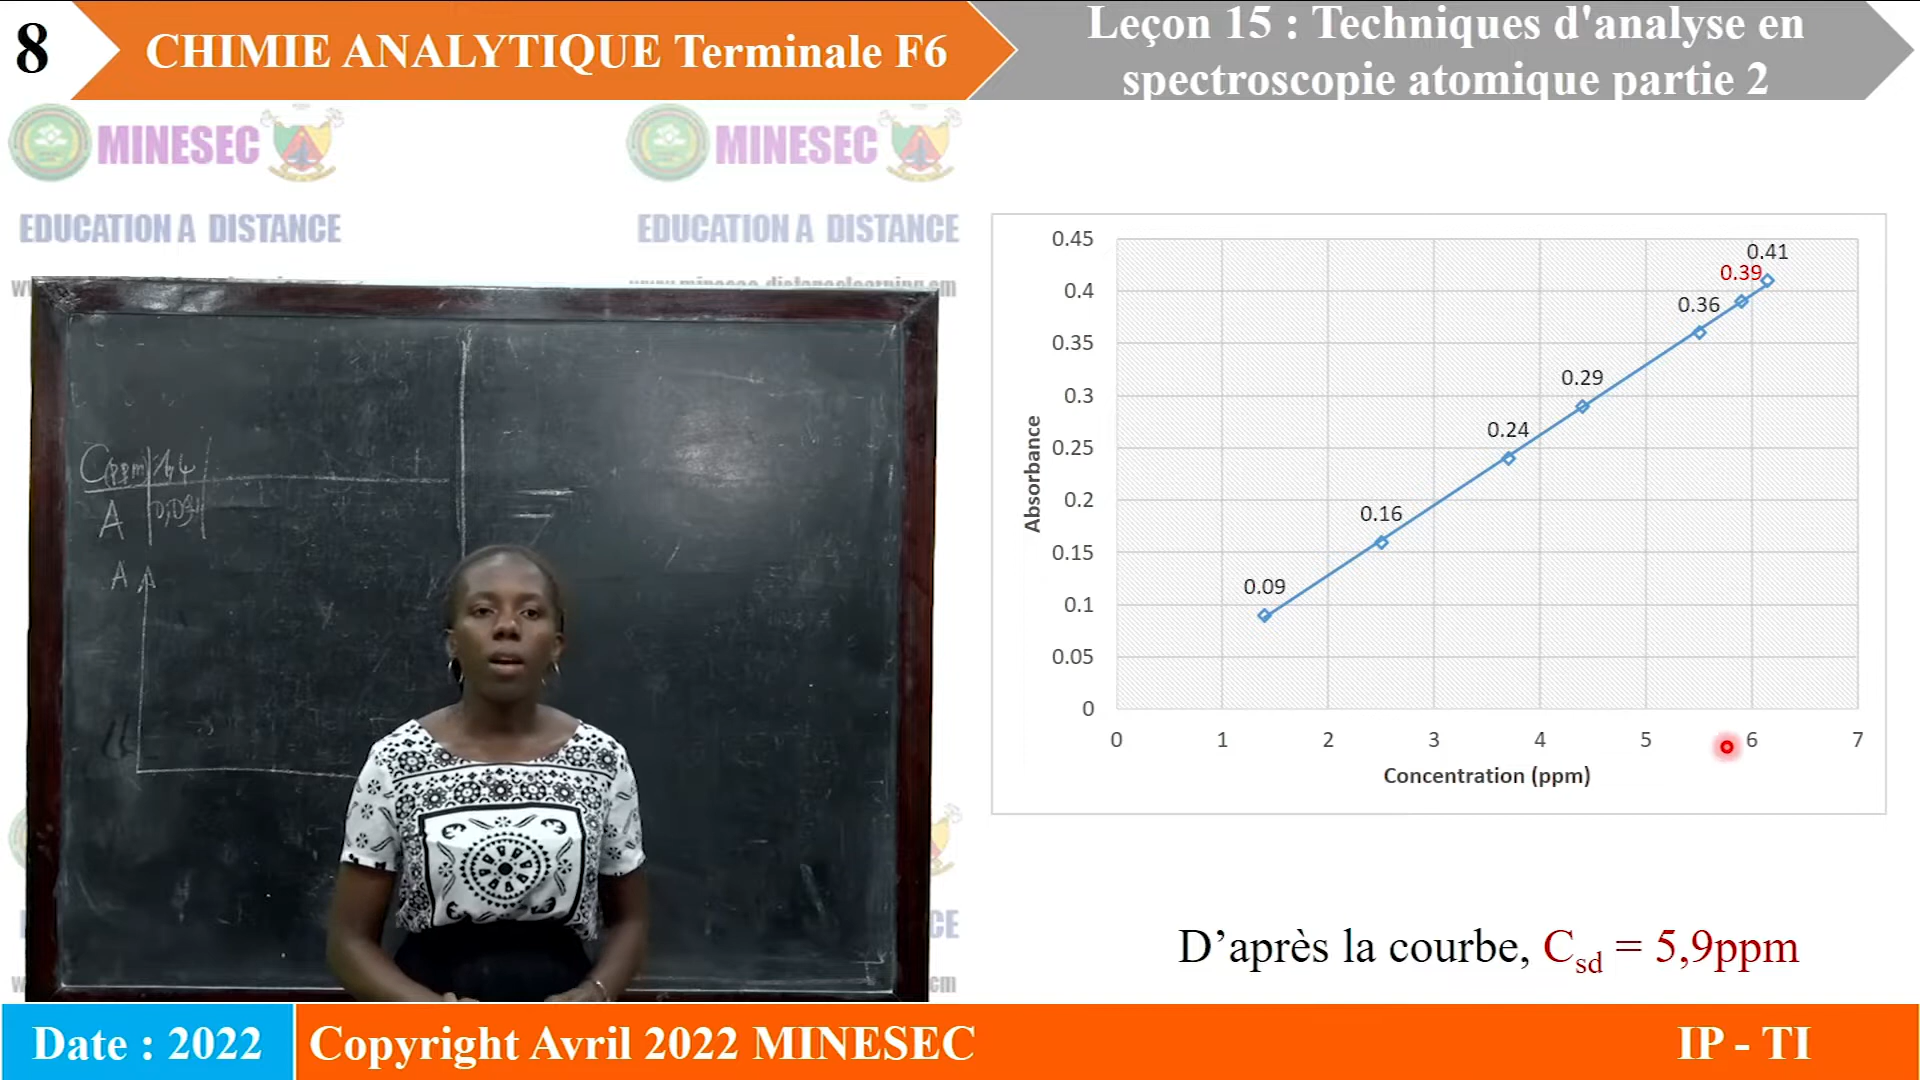 8
CHIMIE ANALYTIQUE Terminale F6
Leçon 15 : Techniques d'analyse en
spectroscopie atomique partie 2
MINESEC
MINESEC
EDUCATION A DISTANCE
EDUCATION A DISTANCE
C(ppm) 1,4
A
A
0.45
0.4
0.35
0.3
0.25
0.2
0.15
0.1
0.05
0
Absorbance
0.09
0.16
0.24
0.29
0.36
0.39
0.41
0 1 2 3 4 5 6 7
Concentration (ppm)
D’après la courbe, Csd = 5,9ppm
Date : 2022
Copyright Avril 2022 MINESEC
IP - TI